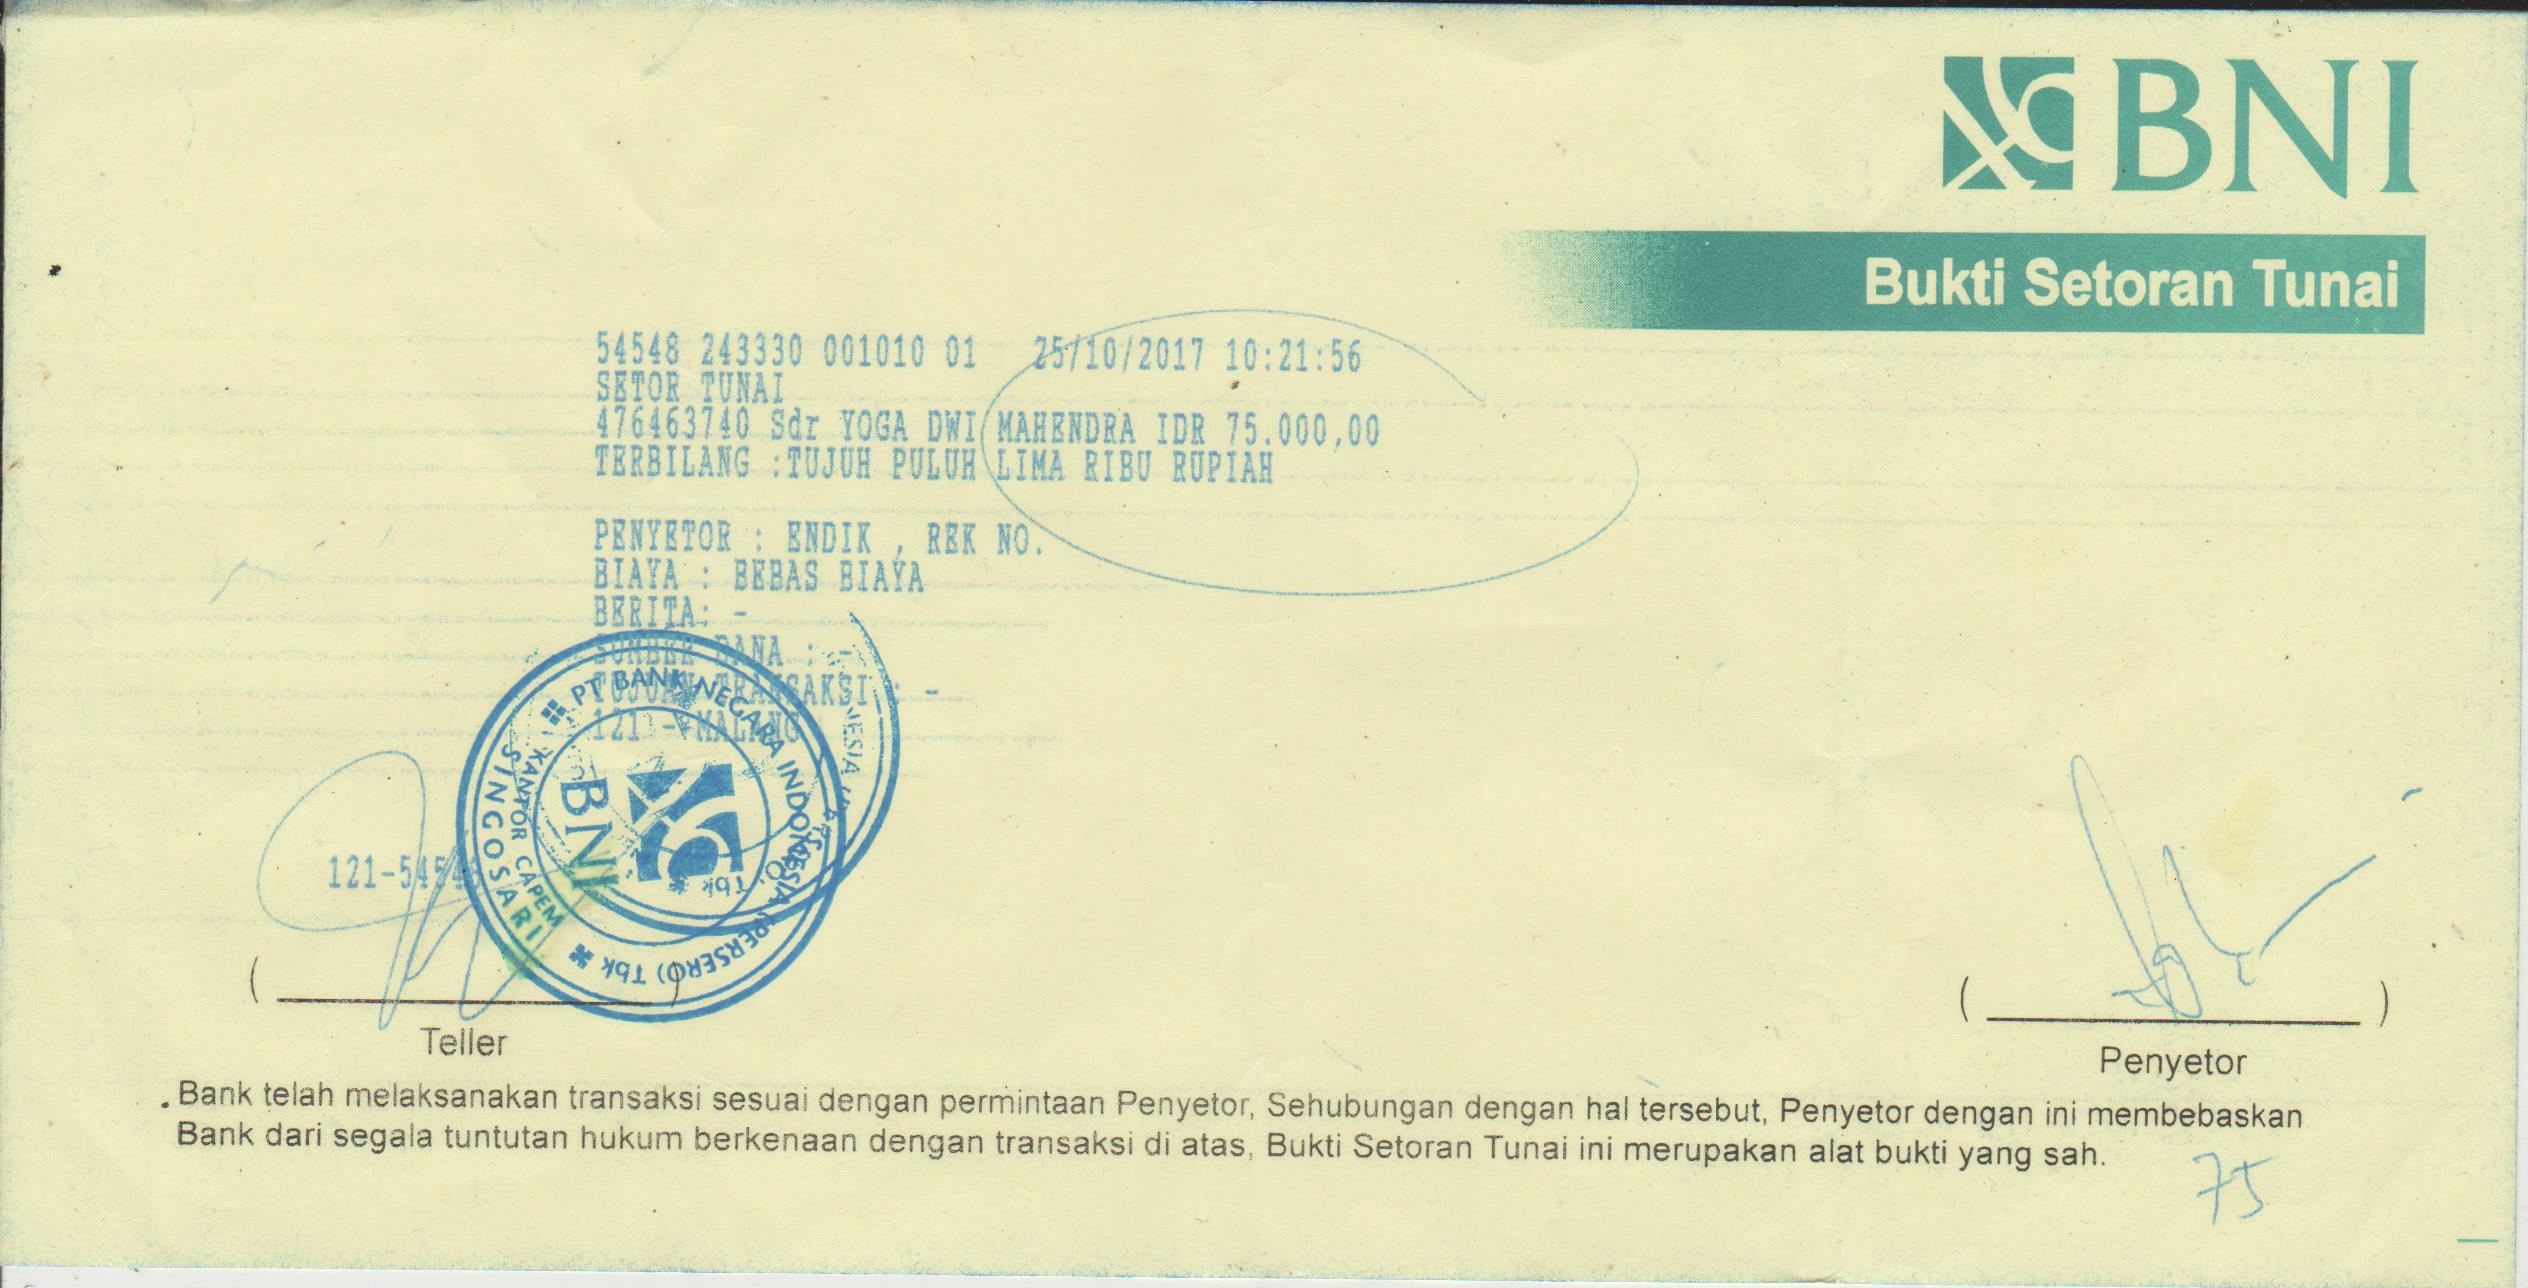 BNI
Bukti Setoran Tunai
54548 243330 001010 01 25/10/2017 10:21:56
SETOR TUNAI
476463740 Sdr YOGA DWI MAHENDRA IDR 75.000,00
TERBILANG :TUJUH PULUH LIMA RIBU RUPIAH
PENYETOR : ENDIK , REK NO.
BIAYA : BEBAS BIAYA
BERITA: -
SUMBER DANA : -
TUJUAN TRANSAKSI : -
121 - MALANG
PT BANK NEGARA INDONESIA (PERSERO) Tbk
KANTOR CAPEM
SINGOSARI
BNI
121-54548
( )
Teller
( )
Penyetor
Bank telah melaksanakan transaksi sesuai dengan permintaan Penyetor, Sehubungan dengan hal tersebut, Penyetor dengan ini membebaskan
Bank dari segala tuntutan hukum berkenaan dengan transaksi di atas, Bukti Setoran Tunai ini merupakan alat bukti yang sah.
75